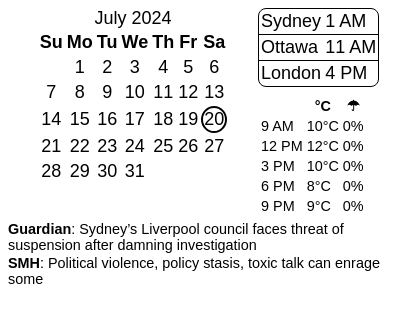 July 2024
Su Mo Tu We Th Fr Sa
1 2 3 4 5 6
7 8 9 10 11 12 13
14 15 16 17 18 19 20
21 22 23 24 25 26 27
28 29 30 31
Sydney 1 AM
Ottawa 11 AM
London 4 PM
°C ☂
9 AM 10°C 0%
12 PM 12°C 0%
3 PM 10°C 0%
6 PM 8°C 0%
9 PM 9°C 0%
Guardian: Sydney’s Liverpool council faces threat of
suspension after damning investigation
SMH: Political violence, policy stasis, toxic talk can enrage
some